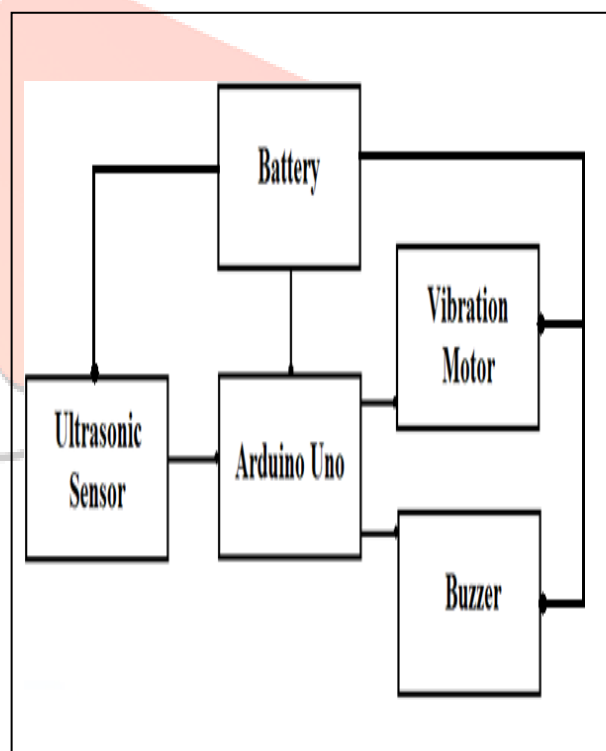 Battery
Vibration
Motor
Ultrasonic
Sensor
Arduino Uno
Buzzer